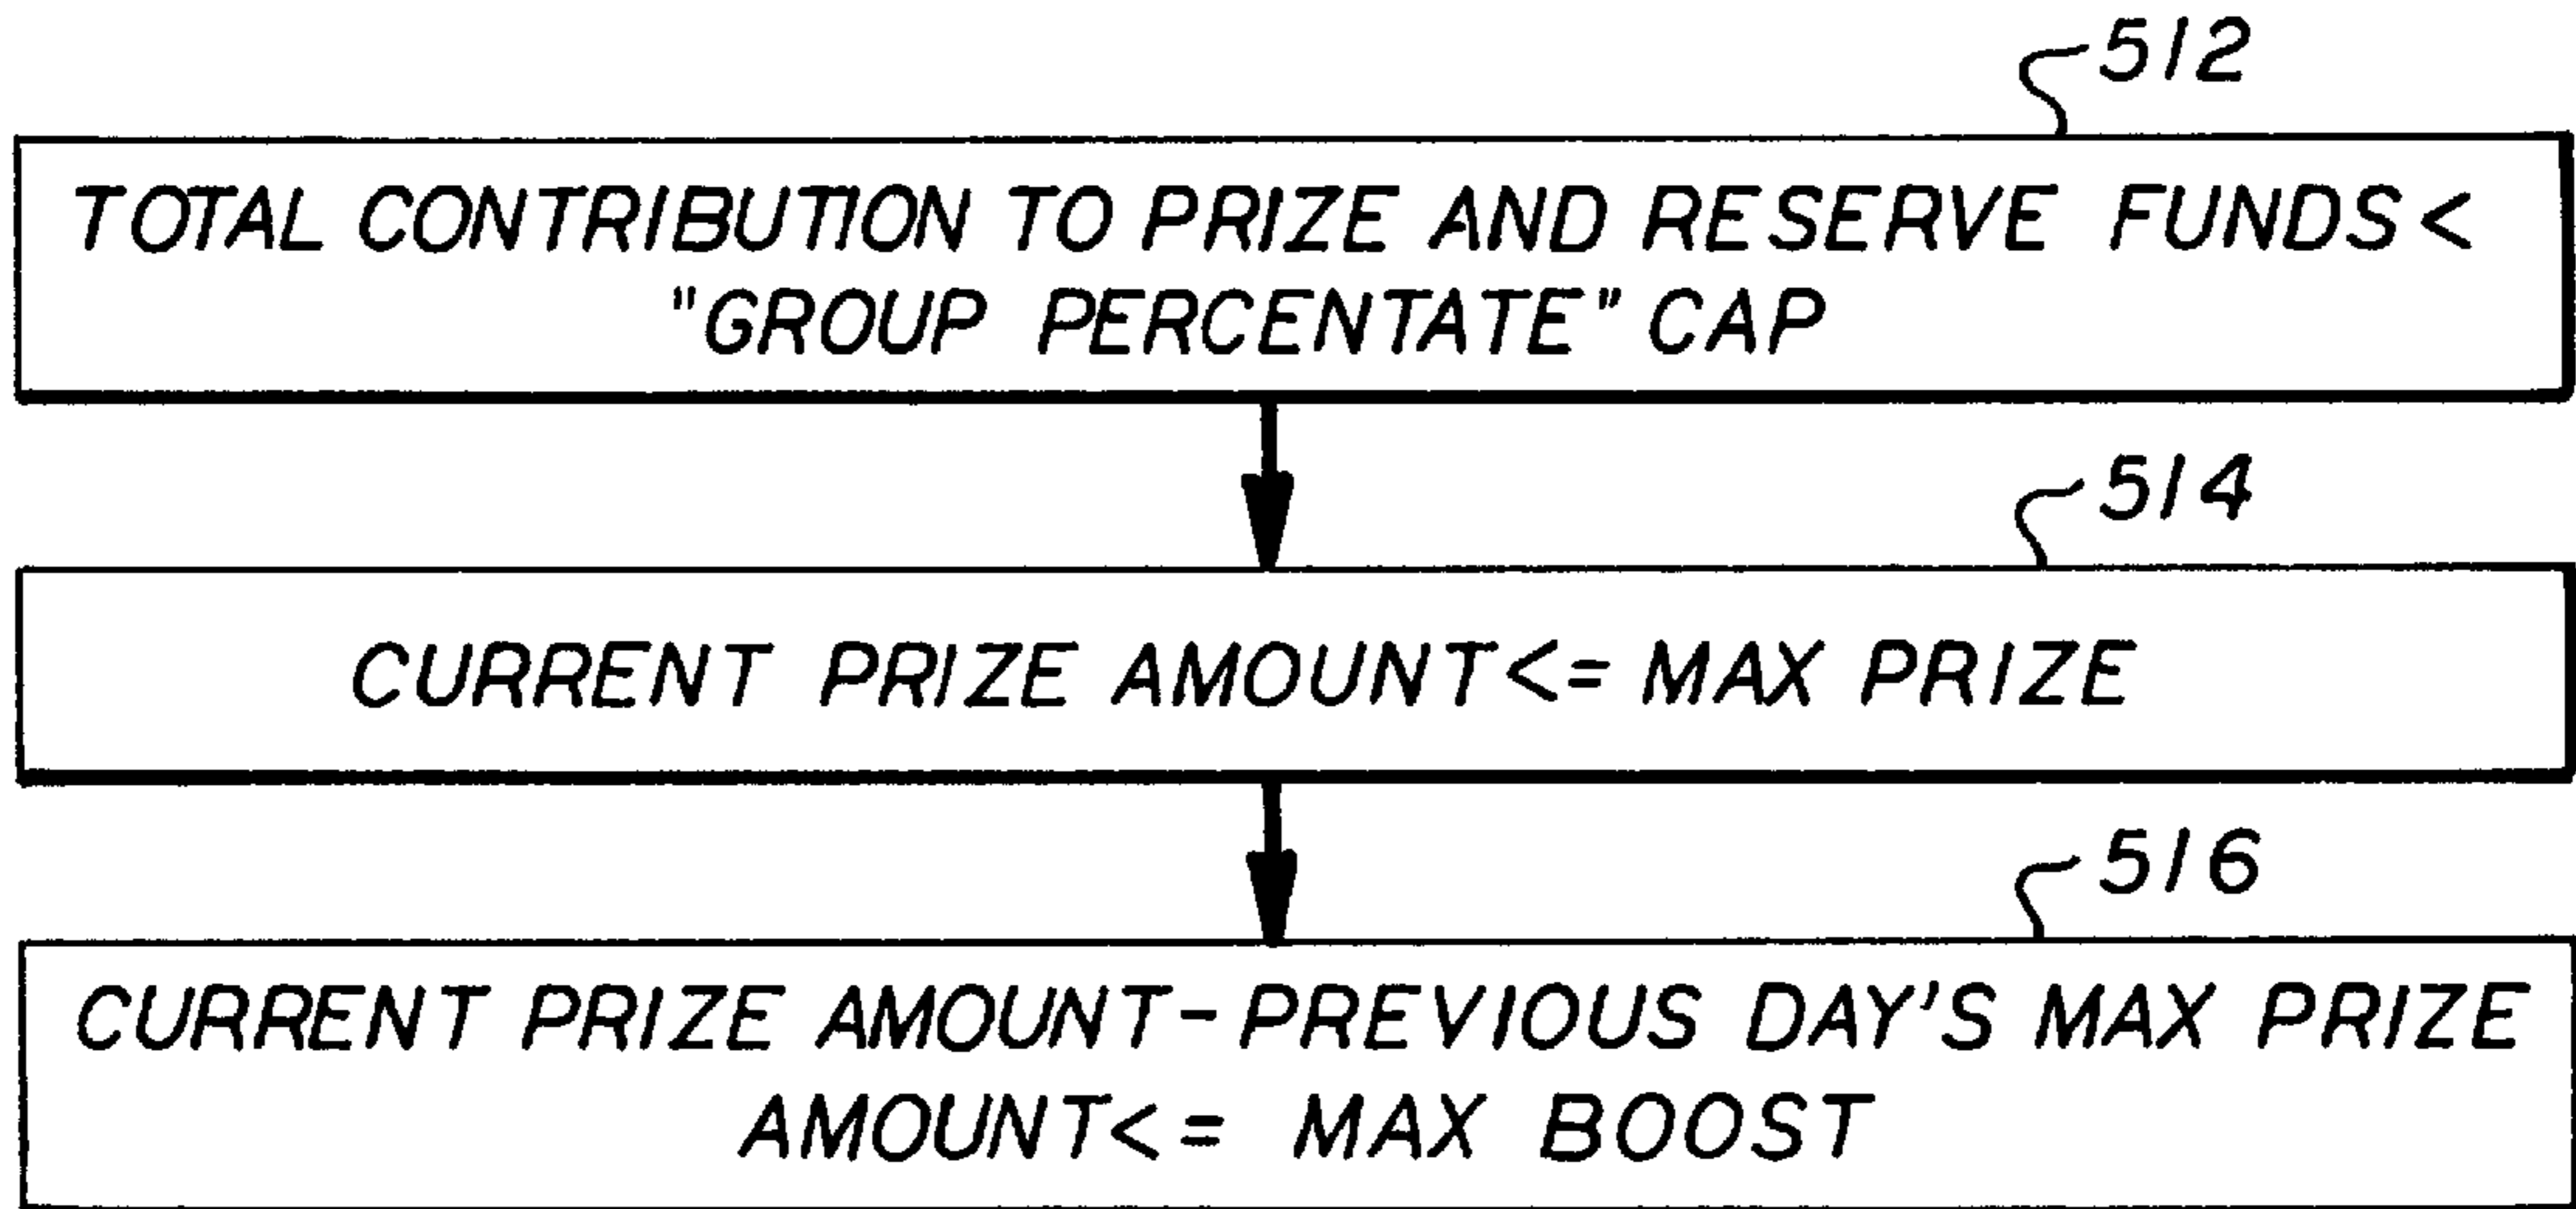 512
TOTAL CONTRIBUTION TO PRIZE AND RESERVE FUNDS<
"GROUP PERCENTATE" CAP
514
CURRENT PRIZE AMOUNT<= MAX PRIZE
516
CURRENT PRIZE AMOUNT-PREVIOUS DAY'S MAX PRIZE
AMOUNT<= MAX BOOST